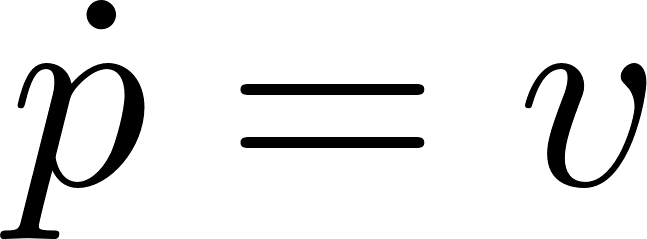 ṗ = v